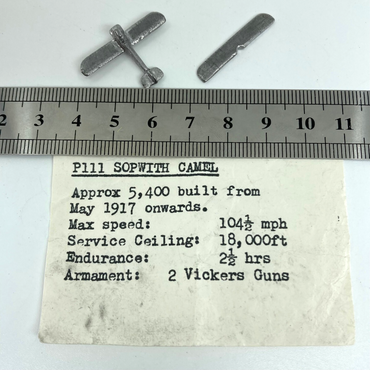 2 3 4 5 6 7 8 9 10 11
P111 SOPWITH CAMEL
Approx 5,400 built from
May 1917 onwards.
Max speed: 104½ mph
Service Ceiling: 18,000ft
Endurance: 2½ hrs
Armament: 2 Vickers Guns